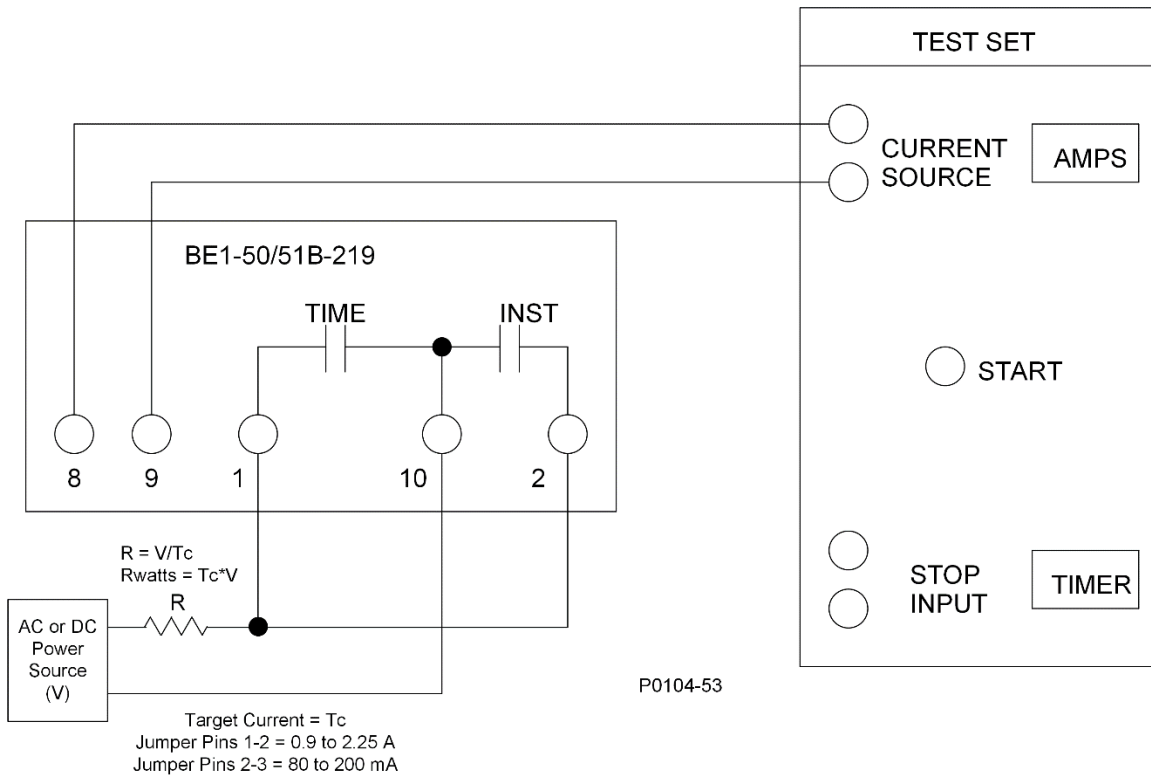 TEST SET
CURRENT
SOURCE
AMPS
BE1-50/51B-219
TIME
INST
START
8
9
1
10
2
R = V/Tc
Rwatts = Tc*V
R
STOP
INPUT
TIMER
AC or DC
Power
Source
(V)
P0104-53
Target Current = Tc
Jumper Pins 1-2 = 0.9 to 2.25 A
Jumper Pins 2-3 = 80 to 200 mA